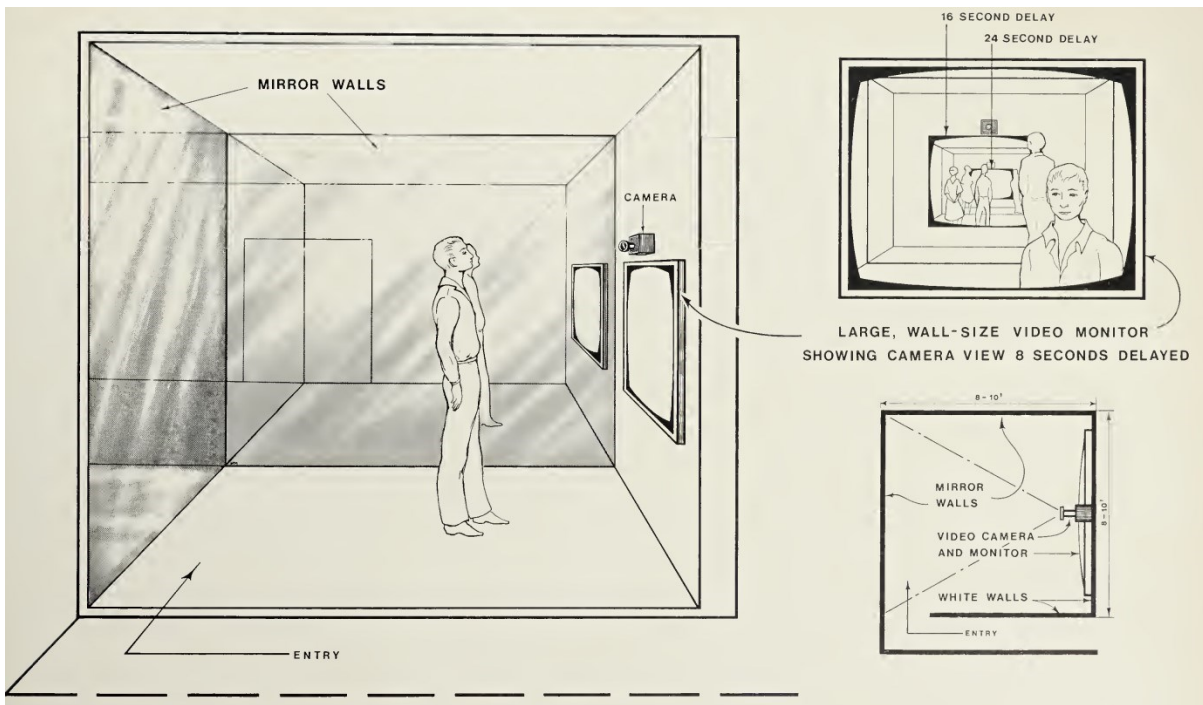 MIRROR WALLS
CAMERA
ENTRY
16 SECOND DELAY
24 SECOND DELAY
LARGE, WALL-SIZE VIDEO MONITOR
SHOWING CAMERA VIEW 8 SECONDS DELAYED
8-10'
MIRROR
WALLS
VIDEO CAMERA
AND MONITOR
WHITE WALLS
ENTRY
8-10'